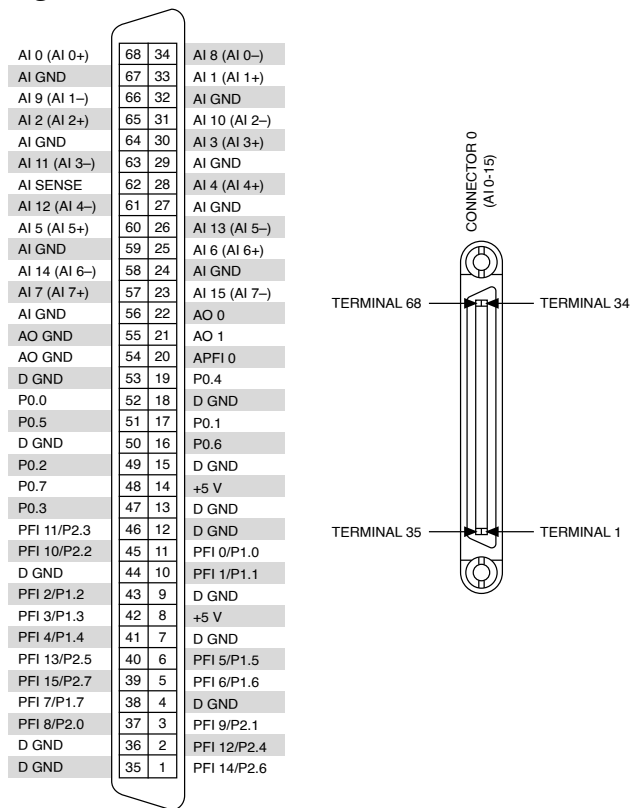 AI 0 (AI 0+) 68 34 AI 8 (AI 0–)
AI GND 67 33 AI 1 (AI 1+)
AI 9 (AI 1–) 66 32 AI GND
AI 2 (AI 2+) 65 31 AI 10 (AI 2–)
AI GND 64 30 AI 3 (AI 3+)
AI 11 (AI 3–) 63 29 AI GND
AI SENSE 62 28 AI 4 (AI 4+)
AI 12 (AI 4–) 61 27 AI GND
AI 5 (AI 5+) 60 26 AI 13 (AI 5–)
AI GND 59 25 AI 6 (AI 6+)
AI 14 (AI 6–) 58 24 AI GND
AI 7 (AI 7+) 57 23 AI 15 (AI 7–)
AI GND 56 22 AO 0
AO GND 55 21 AO 1
AO GND 54 20 APFI 0
D GND 53 19 P0.4
P0.0 52 18 D GND
P0.5 51 17 P0.1
D GND 50 16 P0.6
P0.2 49 15 D GND
P0.7 48 14 +5 V
P0.3 47 13 D GND
PFI 11/P2.3 46 12 D GND
PFI 10/P2.2 45 11 PFI 0/P1.0
D GND 44 10 PFI 1/P1.1
PFI 2/P1.2 43 9 D GND
PFI 3/P1.3 42 8 +5 V
PFI 4/P1.4 41 7 D GND
PFI 13/P2.5 40 6 PFI 5/P1.5
PFI 15/P2.7 39 5 PFI 6/P1.6
PFI 7/P1.7 38 4 D GND
PFI 8/P2.0 37 3 PFI 9/P2.1
D GND 36 2 PFI 12/P2.4
D GND 35 1 PFI 14/P2.6
CONNECTOR 0
(AI 0-15)
TERMINAL 68 TERMINAL 34
TERMINAL 35 TERMINAL 1